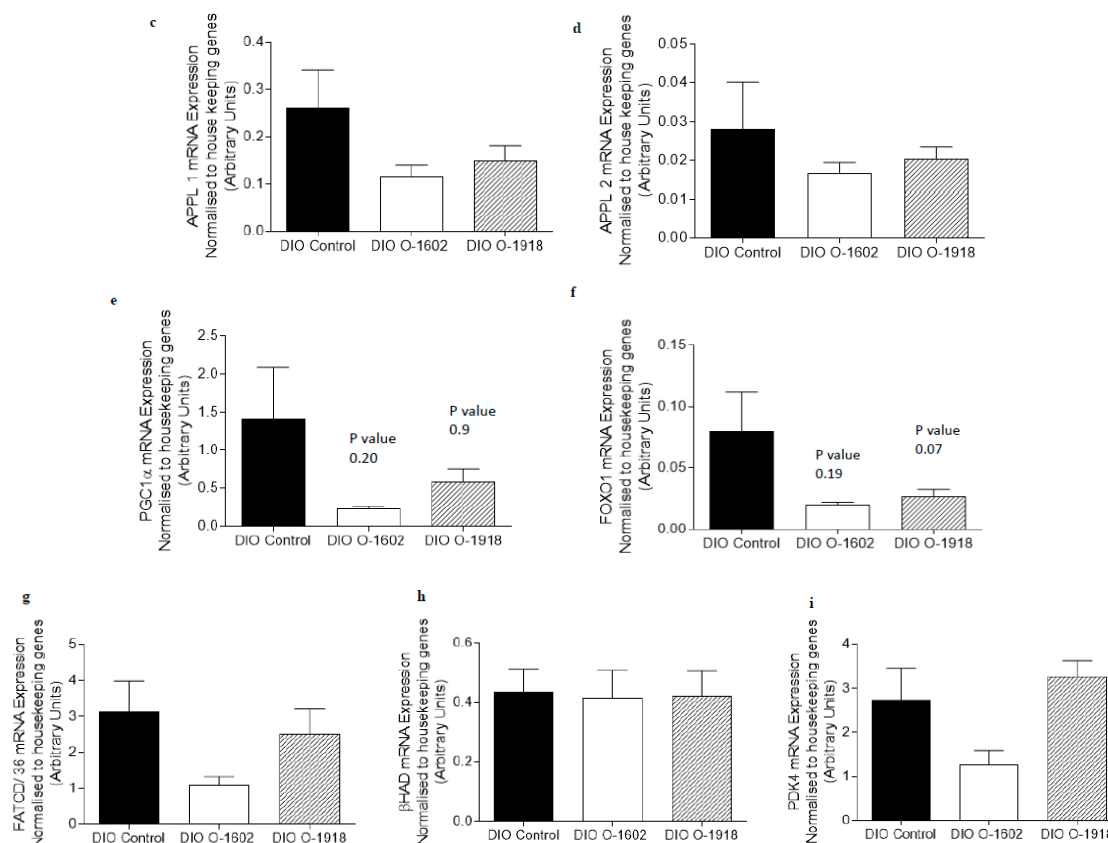 c
APPL 1 mRNA Expression
Normalised to house keeping genes
(Arbitrary Units)
0.4
0.3
0.2
0.1
0.0
DIO Control DIO O-1602 DIO O-1918
d
APPL 2 mRNA Expression
Normalised to house keeping genes
(Arbitrary Units)
0.05
0.04
0.03
0.02
0.01
0.00
DIO Control DIO O-1602 DIO O-1918
e
PGC1α mRNA Expression
Normalised to housekeeping genes
(Arbitrary Units)
2.5
2.0
1.5
1.0
0.5
0.0
P value
0.20
P value
0.9
DIO Control DIO O-1602 DIO O-1918
f
FOXO1 mRNA Expression
Normalised to housekeeping genes
(Arbitrary Units)
0.15
0.10
0.05
0.00
P value
0.19
P value
0.07
DIO Control DIO O-1602 DIO O-1918
g
FATCD/ 36 mRNA Expression
Normalised to housekeeping genes
(Arbitrary Units)
5
4
3
2
1
0
DIO Control DIO O-1602 DIO O-1918
h
βHAD mRNA Expression
Normalised to housekeeping genes
(Arbitrary Units)
0.6
0.4
0.2
0.0
DIO Control DIO O-1602 DIO O-1918
i
PDK4 mRNA Expression
Normalised to housekeeping genes
(Arbitrary Units)
4
3
2
1
0
DIO Control DIO O-1602 DIO O-1918